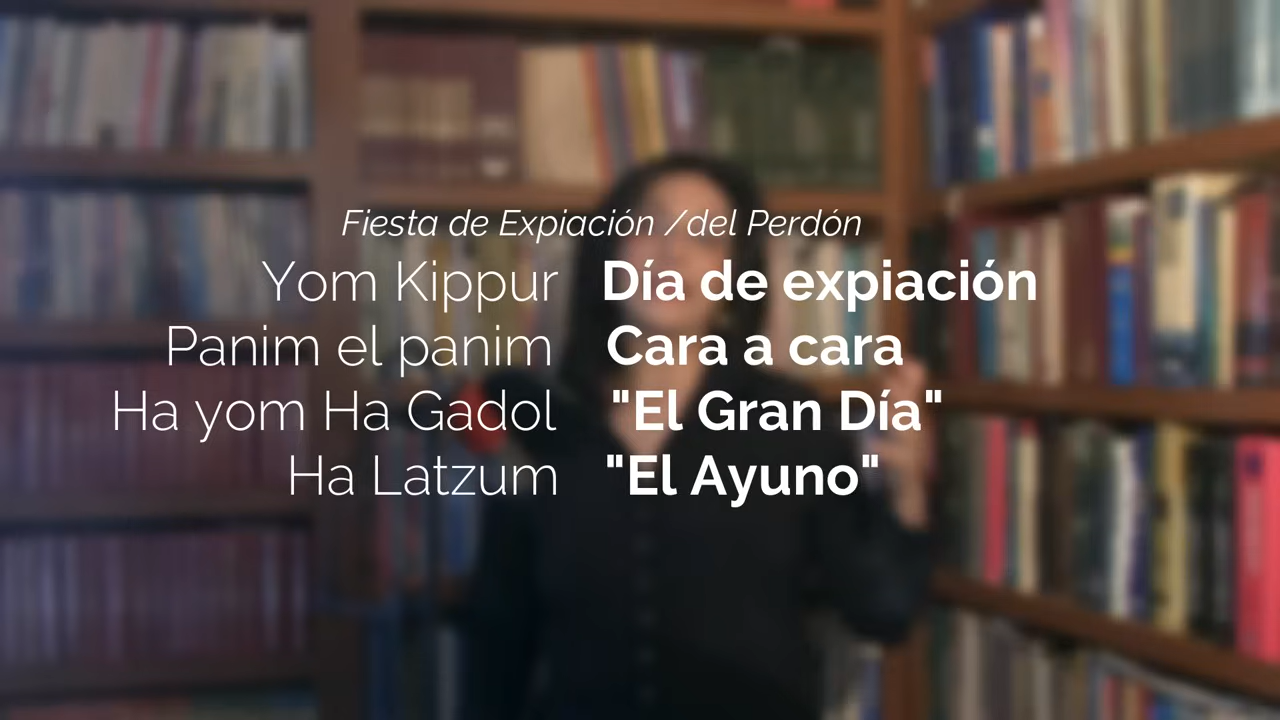 Fiesta de Expiación /del Perdón
Yom Kippur Día de expiación
Panim el panim Cara a cara
Ha yom Ha Gadol "El Gran Día"
Ha Latzum "El Ayuno"